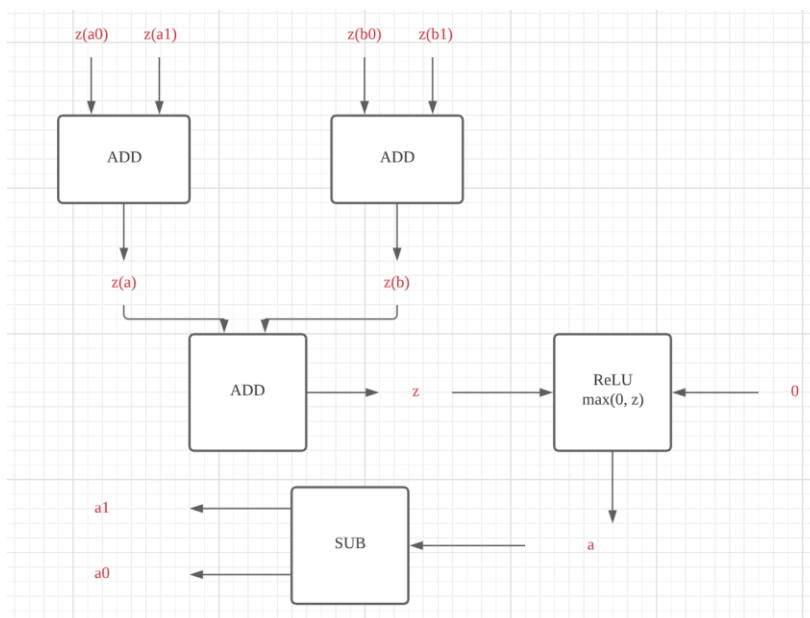 z(a0) z(a1) z(b0) z(b1)
ADD ADD
z(a) z(b)
ADD
z
ReLU
max(0, z)
0
a1
a0
SUB
a